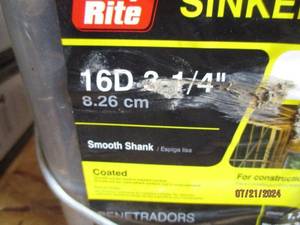 Rite
SINKE
16D 3-1/4"
8.26 cm
Smooth Shank / Espiga lisa
Coated
For construction
07/21/2024
PENETRADORS